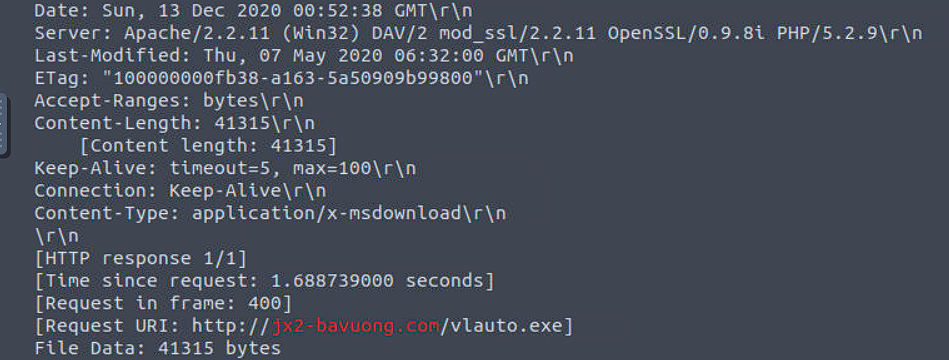 Date: Sun, 13 Dec 2020 00:52:38 GMT\r\n
Server: Apache/2.2.11 (Win32) DAV/2 mod_ssl/2.2.11 OpenSSL/0.9.8i PHP/5.2.9\r\n
Last-Modified: Thu, 07 May 2020 06:32:00 GMT\r\n
ETag: "100000000fb38-a163-5a50909b99800"\r\n
Accept-Ranges: bytes\r\n
Content-Length: 41315\r\n
[Content length: 41315]
Keep-Alive: timeout=5, max=100\r\n
Connection: Keep-Alive\r\n
Content-Type: application/x-msdownload\r\n
\r\n
[HTTP response 1/1]
[Time since request: 1.688739000 seconds]
[Request in frame: 400]
[Request URI: http://jx2-bavuong.com/vlauto.exe]
File Data: 41315 bytes